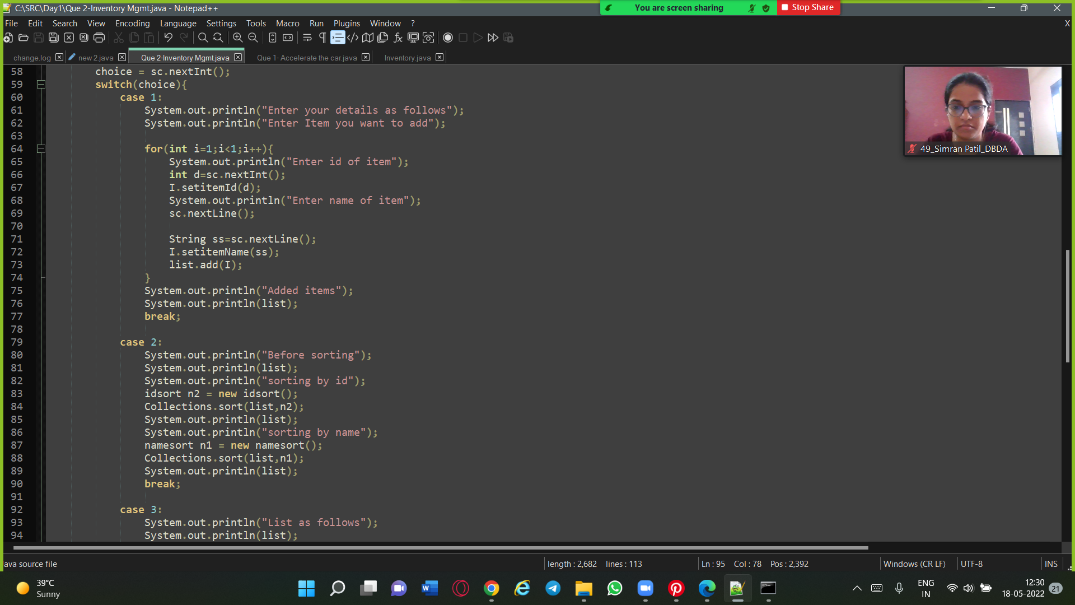 C:\SRC\Day1\Que 2-Inventory Mgmt.java - Notepad++
You are screen sharing
Stop Share
File Edit Search View Encoding Language Settings Tools Macro Run Plugins Window ?
X
change.log
new 2.java
Que 2-Inventory Mgmt.java
Que 1 Accelerate the car.java
Inventory.java
58 choice = sc.nextInt();
59 switch(choice){
60 case 1:
61 System.out.println("Enter your details as follows");
62 System.out.println("Enter Item you want to add");
63
64 for(int i=1;i<1;i++){
65 System.out.println("Enter id of item");
66 int d=sc.nextInt();
67 I.setitemId(d);
68 System.out.println("Enter name of item");
69 sc.nextLine();
70
71 String ss=sc.nextLine();
72 I.setitemName(ss);
73 list.add(I);
74 }
75 System.out.println("Added items");
76 System.out.println(list);
77 break;
78
79 case 2:
80 System.out.println("Before sorting");
81 System.out.println(list);
82 System.out.println("sorting by id");
83 idsort n2 = new idsort();
84 Collections.sort(list,n2);
85 System.out.println(list);
86 System.out.println("sorting by name");
87 namesort n1 = new namesort();
88 Collections.sort(list,n1);
89 System.out.println(list);
90 break;
91
92 case 3:
93 System.out.println("List as follows");
94 System.out.println(list);
49_Simran Patil_DBDA
ava source file
length : 2,682 lines : 113
Ln : 95 Col : 78 Pos : 2,392
Windows (CR LF)
UTF-8
INS
39°C
Sunny
ENG
IN
12:30
18-05-2022
21